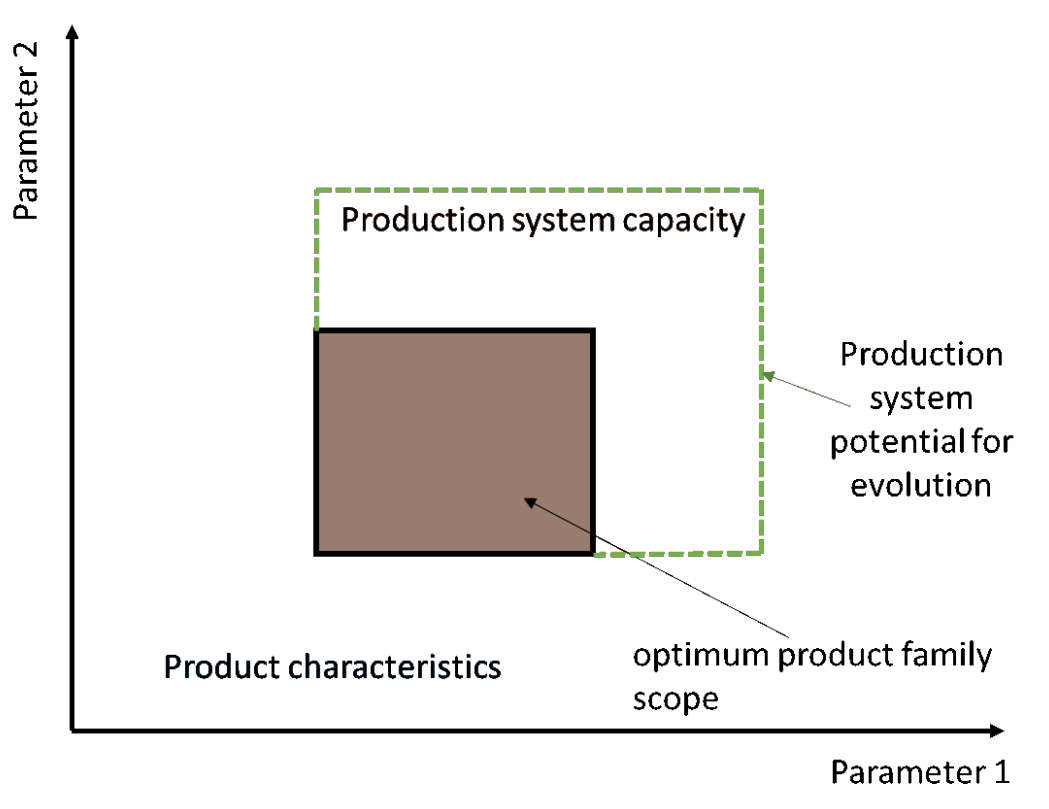 Parameter 2
Production system capacity
Production
system
potential for
evolution
Product characteristics
optimum product family
scope
Parameter 1